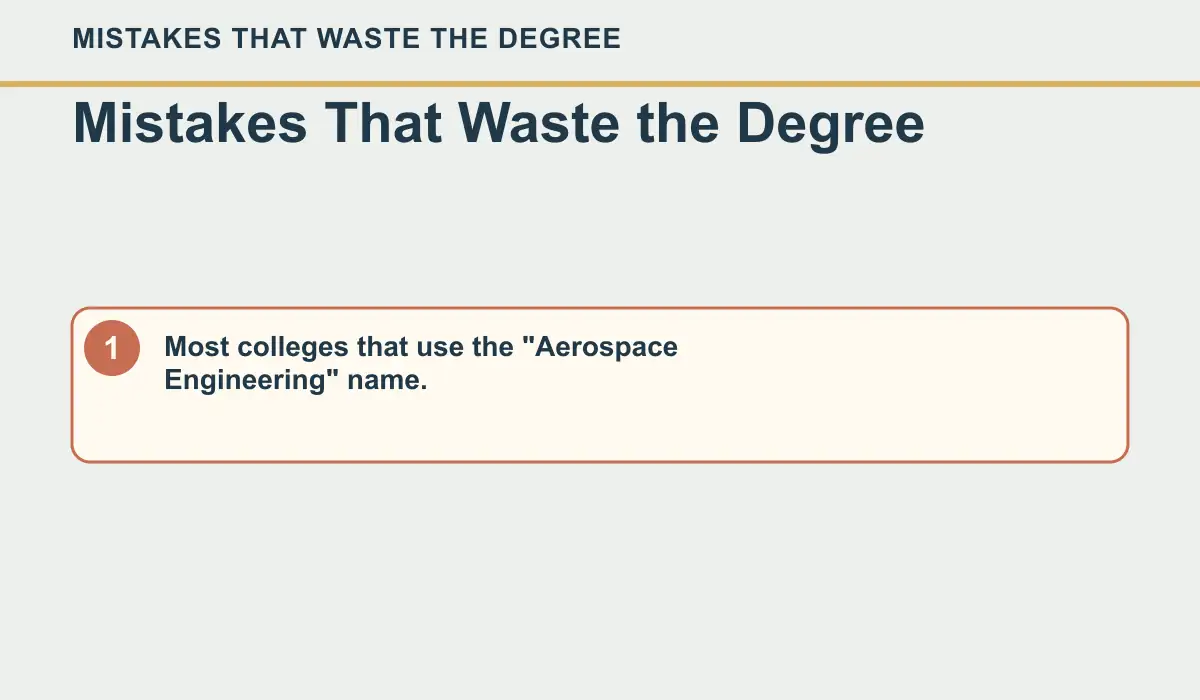 MISTAKES THAT WASTE THE DEGREE
Mistakes That Waste the Degree
1
Most colleges that use the "Aerospace
Engineering" name.